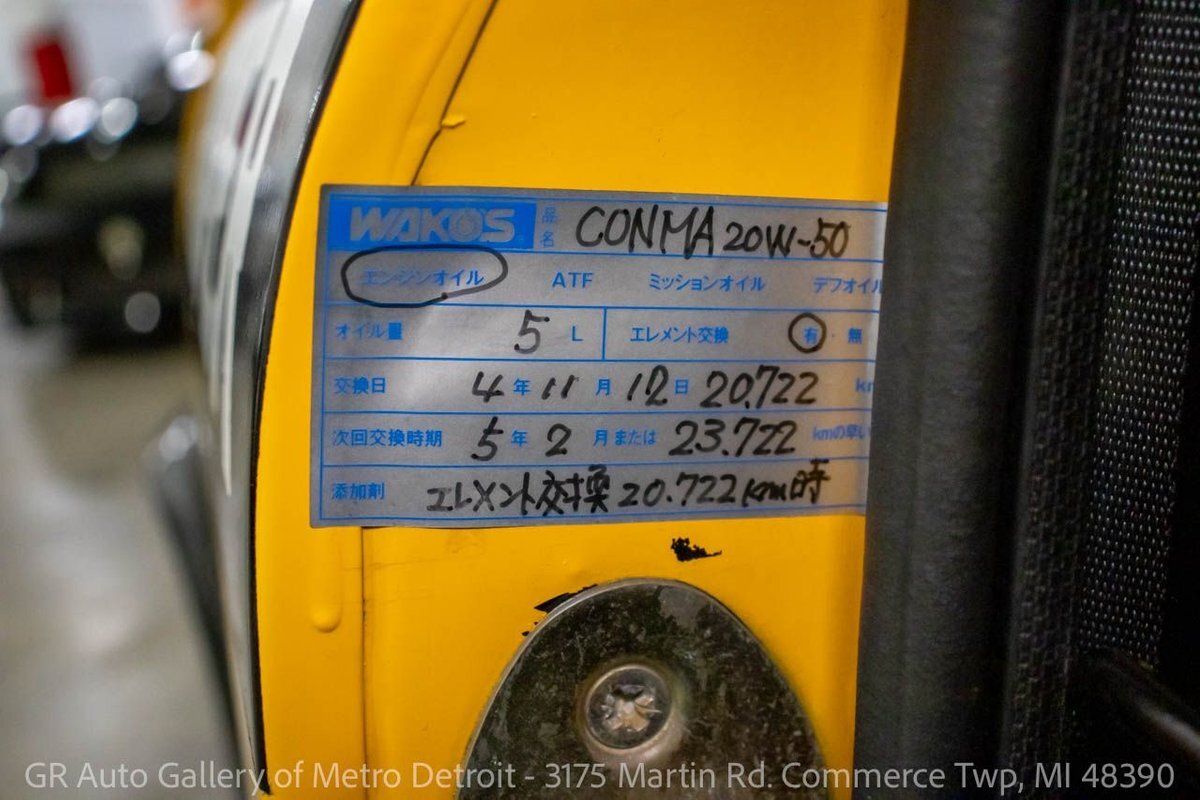 WAKO'S 品名 CONMA 20W-50
エンジンオイル ATF ミッションオイル デフオイル
オイル量 5 L エレメント交換 有・無
交換日 4年 11月 12日 20.722 km
次回交換時期 5年 2月または 23.722 kmの早い
添加剤 エレメント交換 20.722km時
GR Auto Gallery of Metro Detroit - 3175 Martin Rd. Commerce Twp, MI 48390